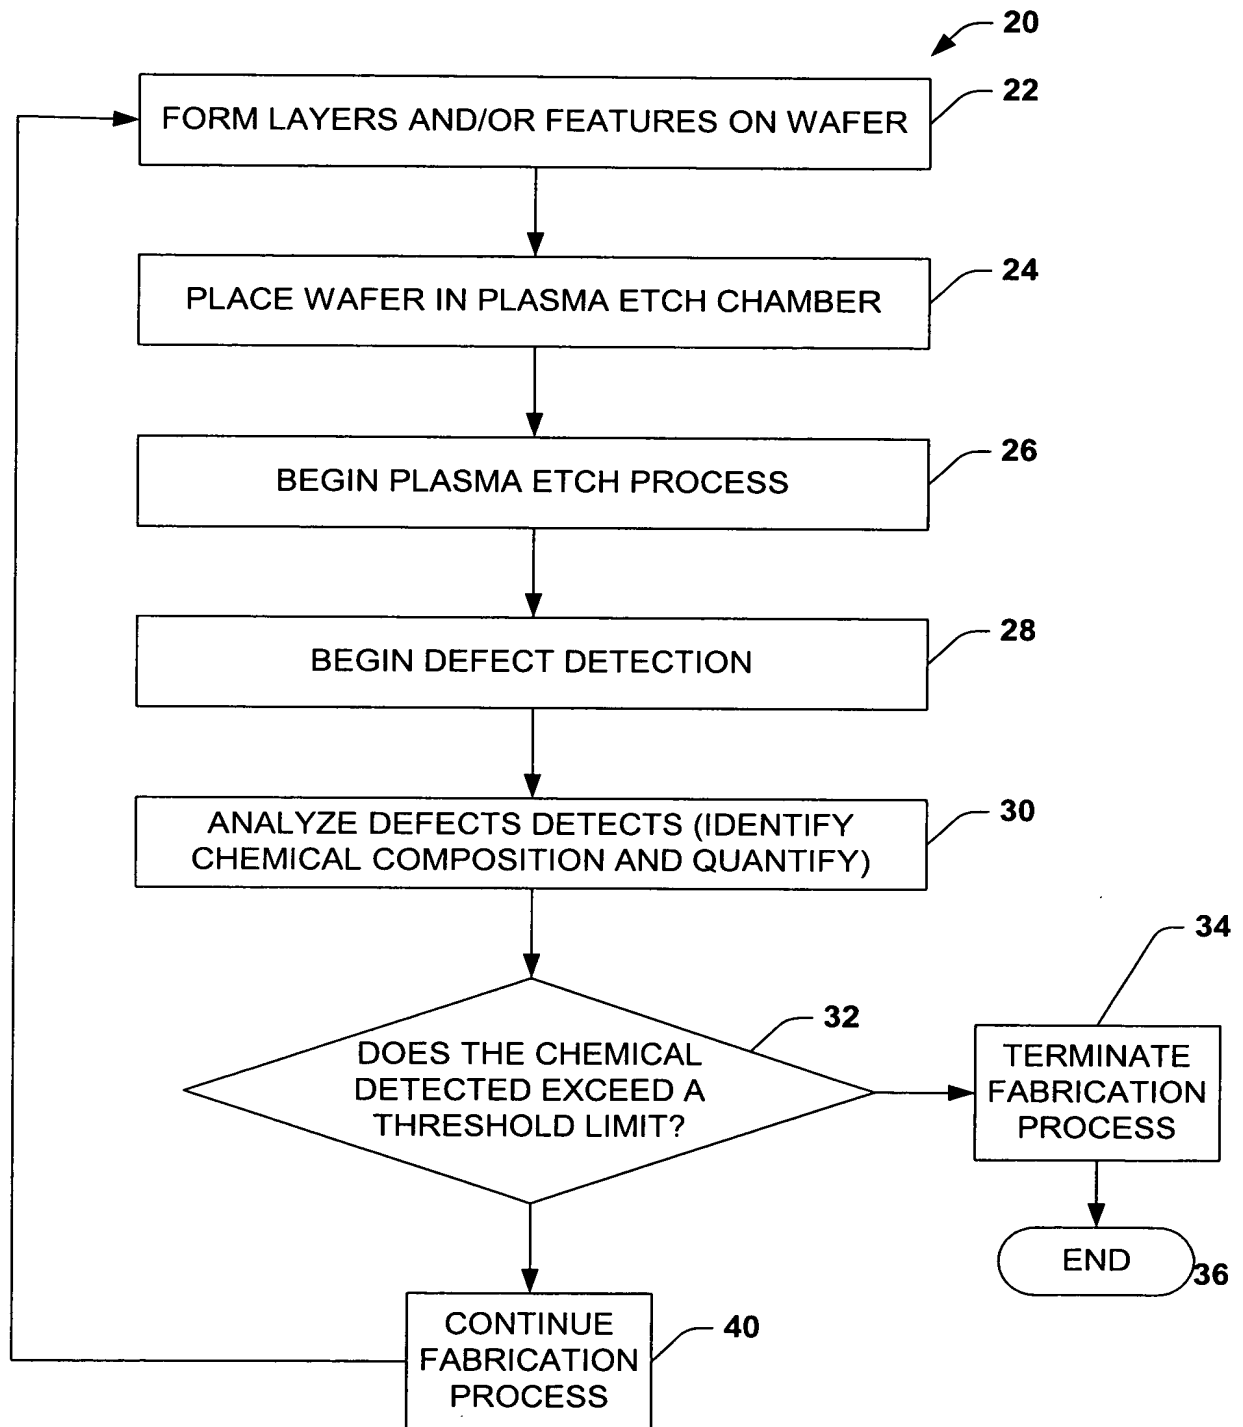 20
FORM LAYERS AND/OR FEATURES ON WAFER
22
PLACE WAFER IN PLASMA ETCH CHAMBER
24
BEGIN PLASMA ETCH PROCESS
26
BEGIN DEFECT DETECTION
28
ANALYZE DEFECTS DETECTS (IDENTIFY
CHEMICAL COMPOSITION AND QUANTIFY)
30
DOES THE CHEMICAL
DETECTED EXCEED A
THRESHOLD LIMIT?
32
34
TERMINATE
FABRICATION
PROCESS
END
36
CONTINUE
FABRICATION
PROCESS
40